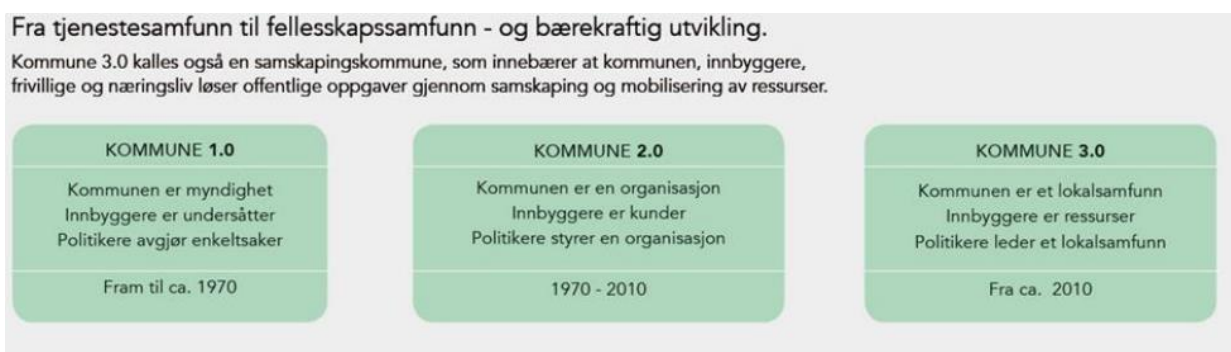 Fra tjenestesamfunn til fellesskapssamfunn - og bærekraftig utvikling.
Kommune 3.0 kalles også en samskapingskommune, som innebærer at kommunen, innbyggere,
frivillige og næringsliv løser offentlige oppgaver gjennom samskaping og mobilisering av ressurser.
KOMMUNE 1.0
Kommunen er myndighet
Innbyggere er undersåtter
Politikere avgjør enkeltsaker
Fram til ca. 1970
KOMMUNE 2.0
Kommunen er en organisasjon
Innbyggere er kunder
Politikere styrer en organisasjon
1970 - 2010
KOMMUNE 3.0
Kommunen er et lokalsamfunn
Innbyggere er ressurser
Politikere leder et lokalsamfunn
Fra ca. 2010